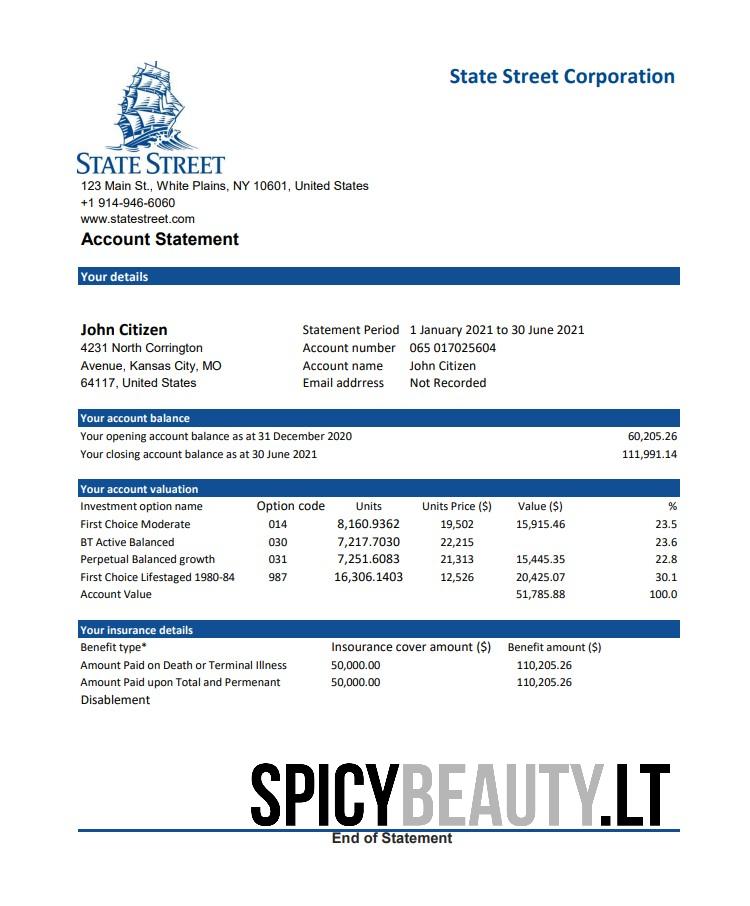 State Street Corporation
STATE STREET
123 Main St., White Plains, NY 10601, United States
+1 914-946-6060
www.statestreet.com
Account Statement
Your details
John Citizen
4231 North Corrington
Avenue, Kansas City, MO
64117, United States
Statement Period 1 January 2021 to 30 June 2021
Account number 065 017025604
Account name John Citizen
Email addrress Not Recorded
Your account balance
Your opening account balance as at 31 December 2020 60,205.26
Your closing account balance as at 30 June 2021 111,991.14
Your account valuation
Investment option name Option code Units Units Price ($) Value ($) %
First Choice Moderate 014 8,160.9362 19,502 15,915.46 23.5
BT Active Balanced 030 7,217.7030 22,215 23.6
Perpetual Balanced growth 031 7,251.6083 21,313 15,445.35 22.8
First Choice Lifestaged 1980-84 987 16,306.1403 12,526 20,425.07 30.1
Account Value 51,785.88 100.0
Your insurance details
Benefit type* Insourance cover amount ($) Benefit amount ($)
Amount Paid on Death or Terminal Illness 50,000.00 110,205.26
Amount Paid upon Total and Permenant 50,000.00 110,205.26
Disablement
SPICYBEAUTY.LT
End of Statement